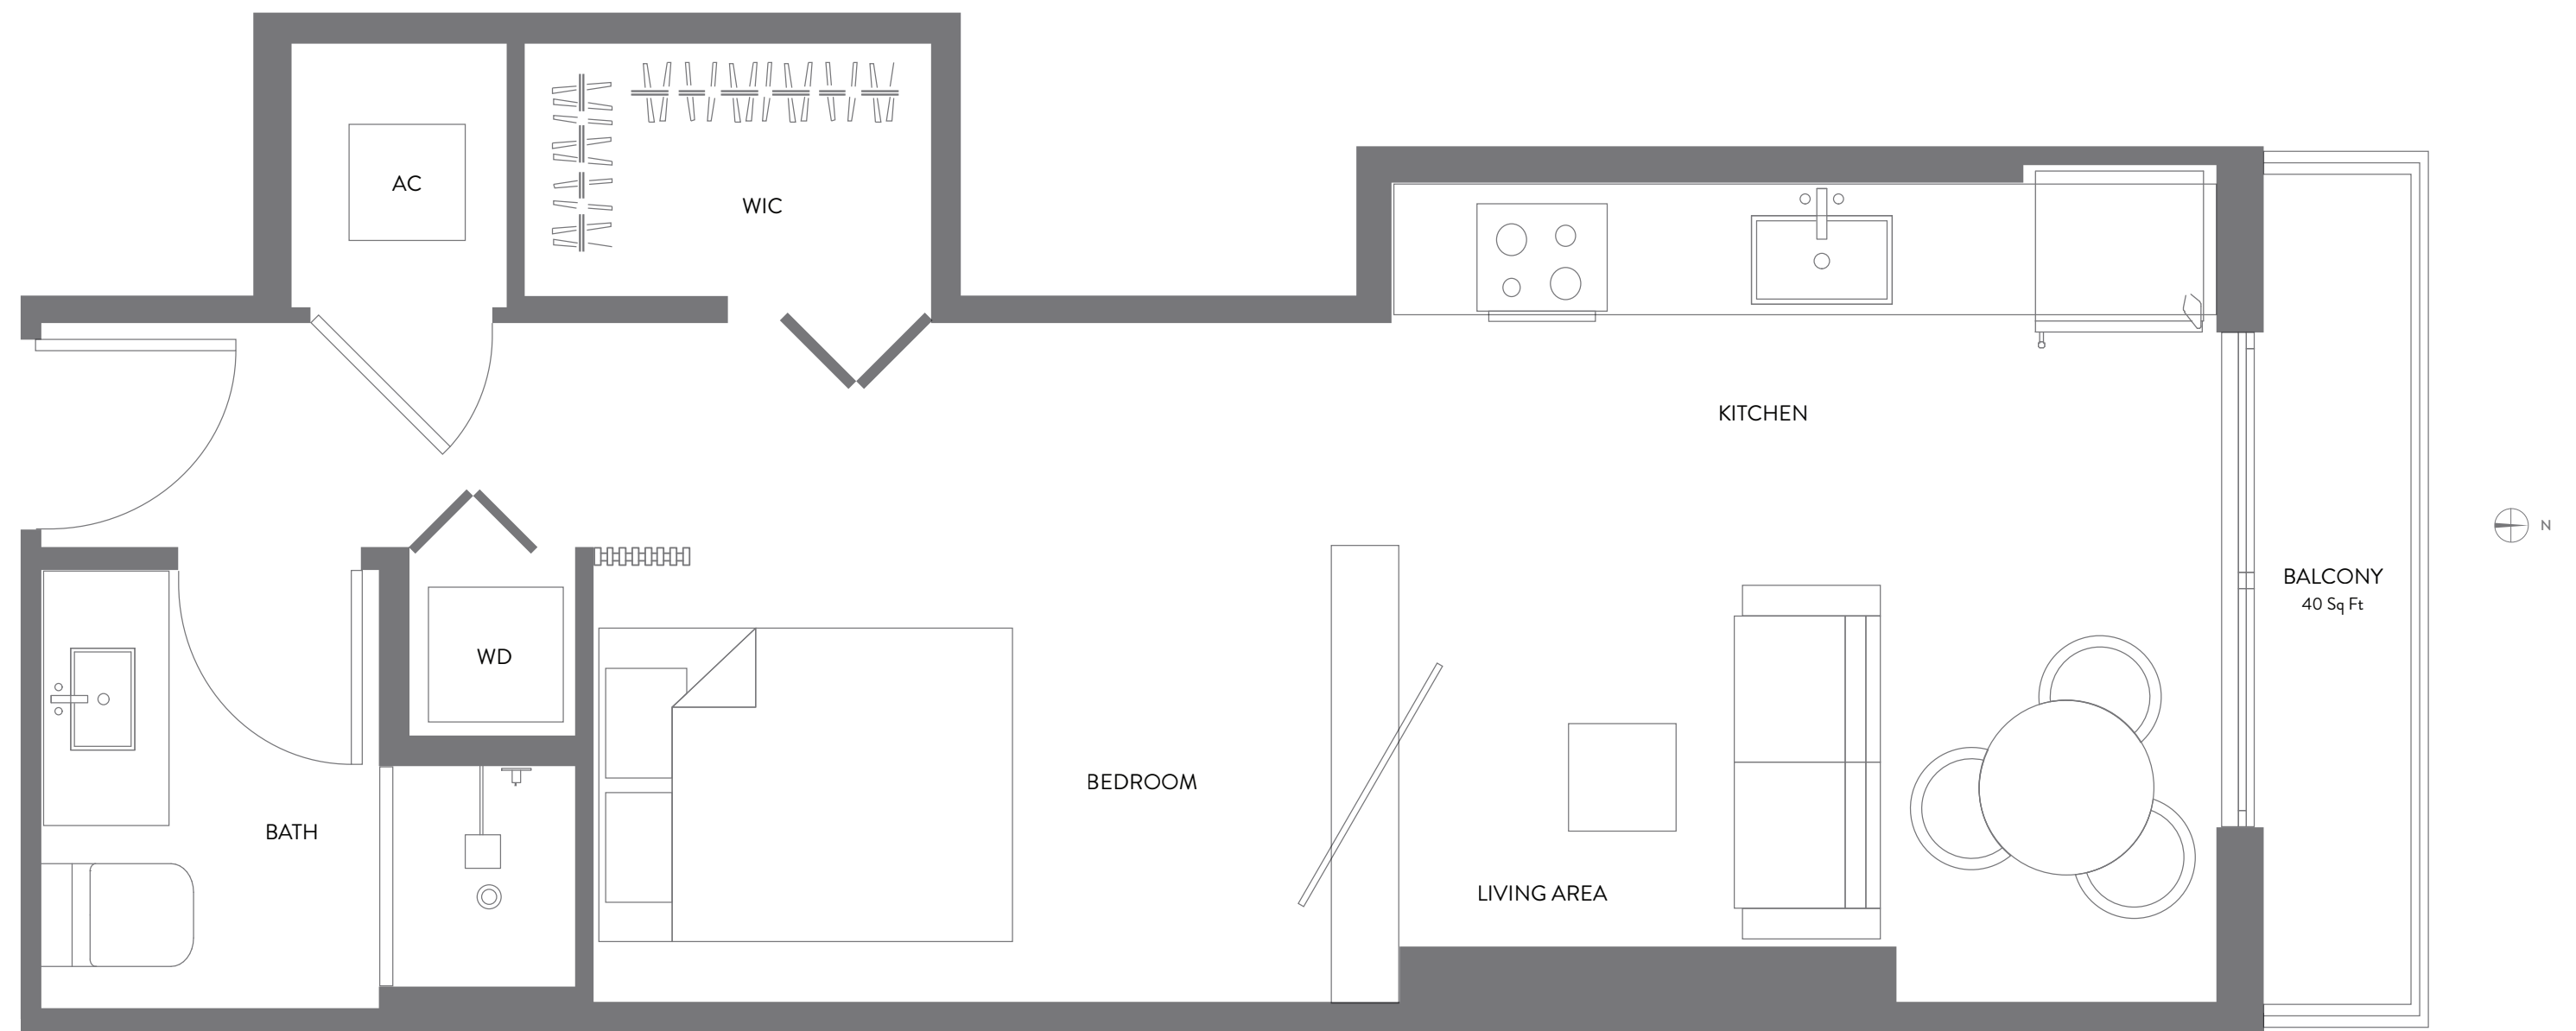 AC
WIC
KITCHEN
N
BALCONY
40 Sq Ft
WD
BEDROOM
BATH
LIVING AREA